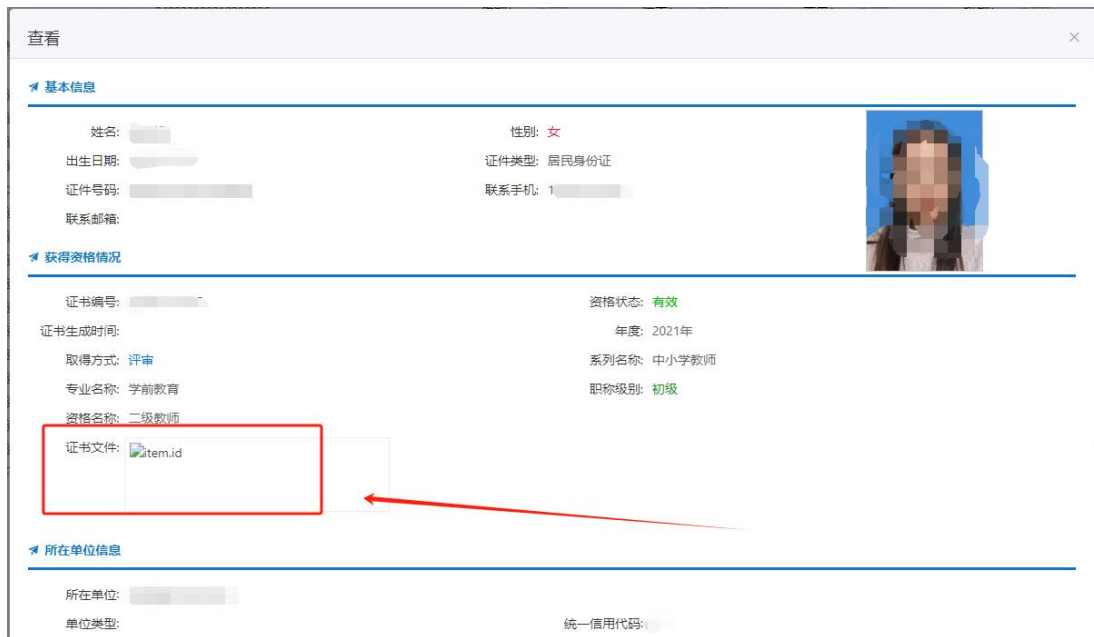 查看
基本信息
姓名:
性别: 女
出生日期:
证件类型: 居民身份证
证件号码:
联系手机: 1
联系邮箱:
获得资格情况
证书编号:
资格状态: 有效
证书生成时间:
年度: 2021年
取得方式: 评审
系列名称: 中小学教师
专业名称: 学前教育
职称级别: 初级
资格名称: 二级教师
证书文件: item.id
所在单位信息
所在单位:
单位类型:
统一信用代码: